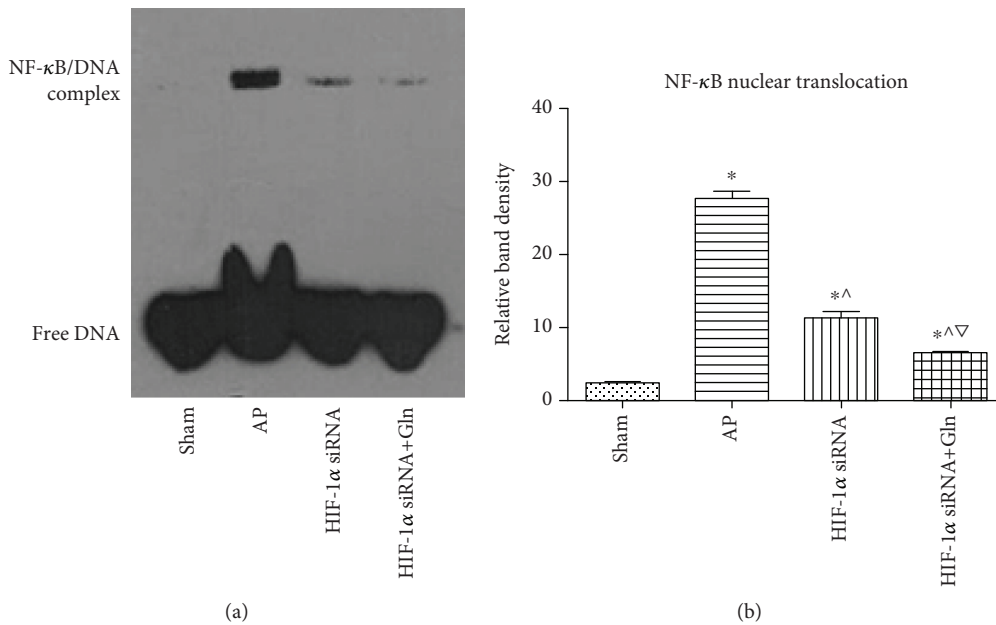 NF-κB/DNA
complex
Free DNA
Sham
AP
HIF-1α siRNA
HIF-1α siRNA+Gln
(a)
NF-κB nuclear translocation
Relative band density
40
30
20
10
0
*
*^
*^▽
Sham
AP
HIF-1α siRNA
HIF-1α siRNA+Gln
(b)